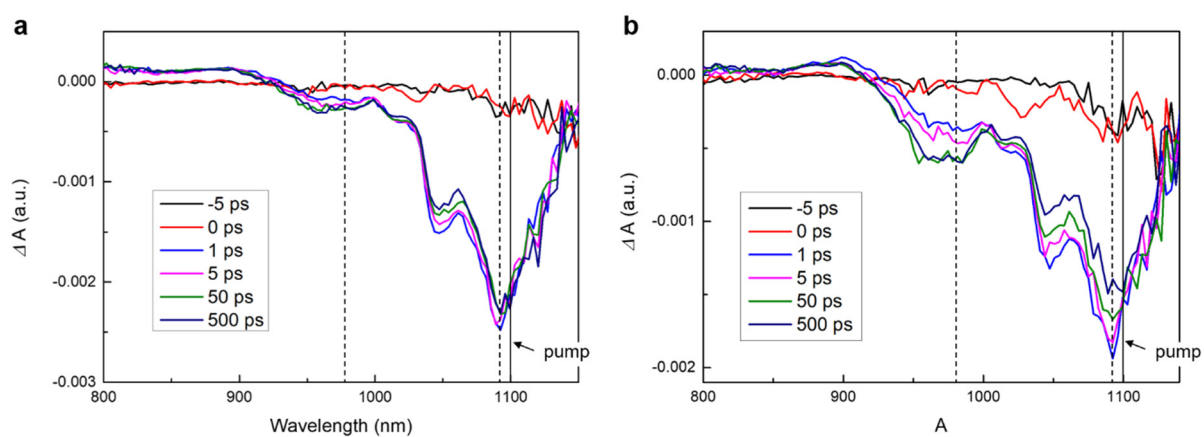 a
0.000
-0.001
-0.002
-0.003
Δ A (a.u.)
-5 ps
0 ps
1 ps
5 ps
50 ps
500 ps
pump
800
900
1000
1100
Wavelength (nm)
b
0.000
-0.001
-0.002
Δ A (a.u.)
-5 ps
0 ps
1 ps
5 ps
50 ps
500 ps
pump
800
900
1000
1100
A